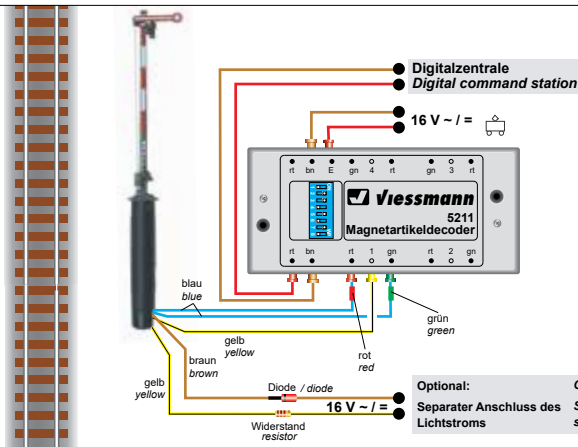 Digitalzentrale
Digital command station
16 V ~ / =
rt bn E gn 4 rt gn 3 rt
Viessmann
5211
Magnetartikeldecoder
rt bn rt 1 gn rt 2 gn
blau
blue
grün
green
gelb
yellow
rot
red
braun
brown
gelb
yellow
Diode / diode
16 V ~ / =
Widerstand
resistor
Optional:
Separater Anschluss des
Lichtstroms